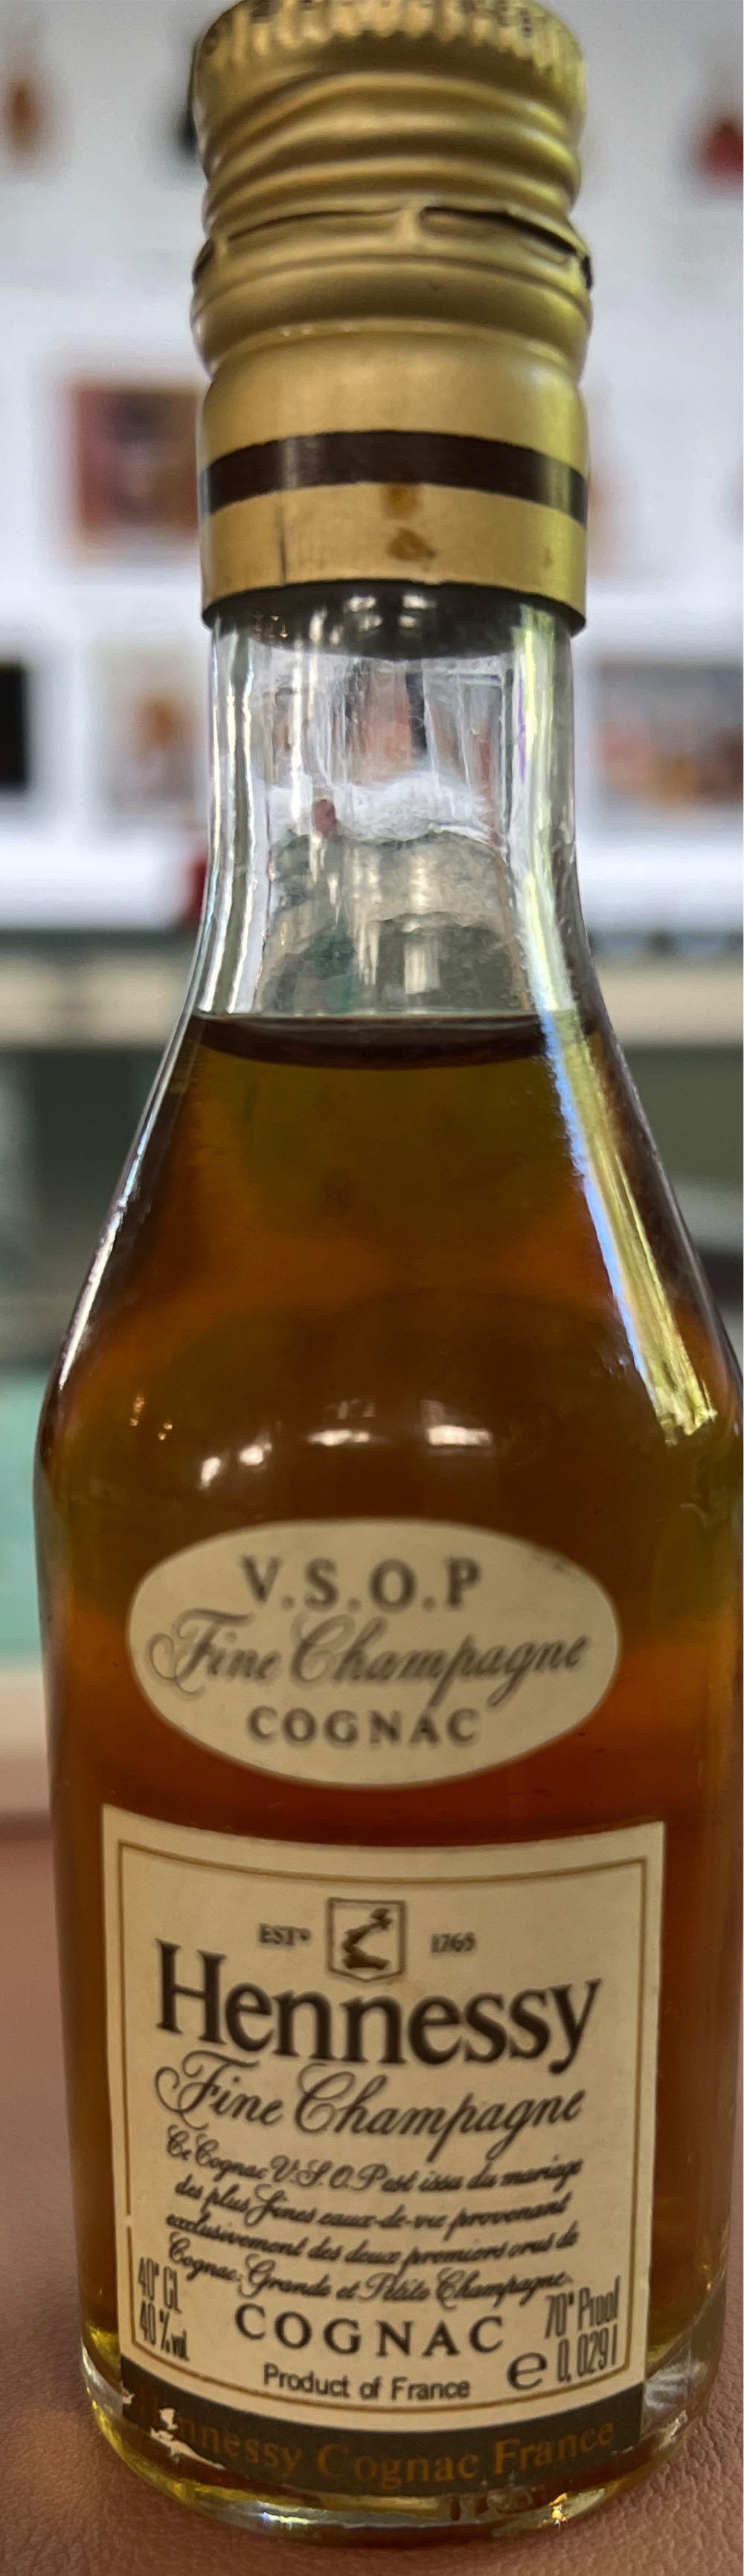 V.S.O.P
Fine Champagne
COGNAC
ESTD 1765
Hennessy
Fine Champagne
Ce Cognac V.S.O.P est issu du mariage
des plus fines eaux-de-vie provenant
exclusivement des deux premiers crus de
Cognac: Grande et Petite Champagne.
40° GL 70° Proof
40 % vol COGNAC e 0,029 l
Product of France
Hennessy Cognac France